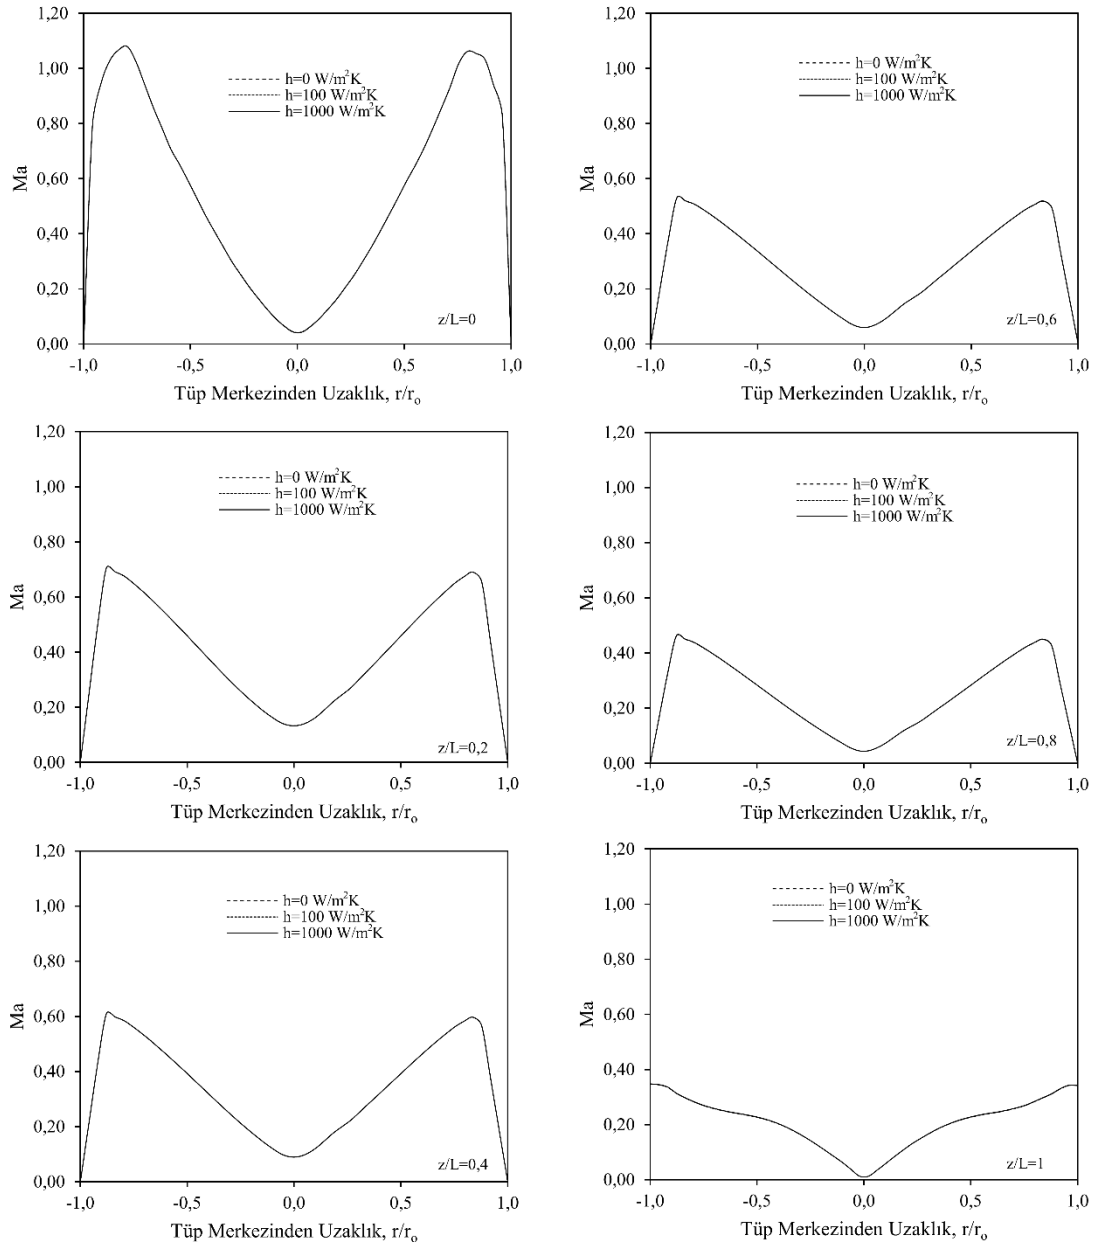 1,20
1,00
0,80
0,60
0,40
0,20
0,00
Ma
h=0 W/m²K
h=100 W/m²K
h=1000 W/m²K
z/L=0
-1,0 -0,5 0,0 0,5 1,0
Tüp Merkezinden Uzaklık, r/r₀
1,20
1,00
0,80
0,60
0,40
0,20
0,00
Ma
h=0 W/m²K
h=100 W/m²K
h=1000 W/m²K
z/L=0,6
-1,0 -0,5 0,0 0,5 1,0
Tüp Merkezinden Uzaklık, r/r₀
1,20
1,00
0,80
0,60
0,40
0,20
0,00
Ma
h=0 W/m²K
h=100 W/m²K
h=1000 W/m²K
z/L=0,2
-1,0 -0,5 0,0 0,5 1,0
Tüp Merkezinden Uzaklık, r/r₀
1,20
1,00
0,80
0,60
0,40
0,20
0,00
Ma
h=0 W/m²K
h=100 W/m²K
h=1000 W/m²K
z/L=0,8
-1,0 -0,5 0,0 0,5 1,0
Tüp Merkezinden Uzaklık, r/r₀
1,20
1,00
0,80
0,60
0,40
0,20
0,00
Ma
h=0 W/m²K
h=100 W/m²K
h=1000 W/m²K
z/L=0,4
-1,0 -0,5 0,0 0,5 1,0
Tüp Merkezinden Uzaklık, r/r₀
1,20
1,00
0,80
0,60
0,40
0,20
0,00
Ma
h=0 W/m²K
h=100 W/m²K
h=1000 W/m²K
z/L=1
-1,0 -0,5 0,0 0,5 1,0
Tüp Merkezinden Uzaklık, r/r₀